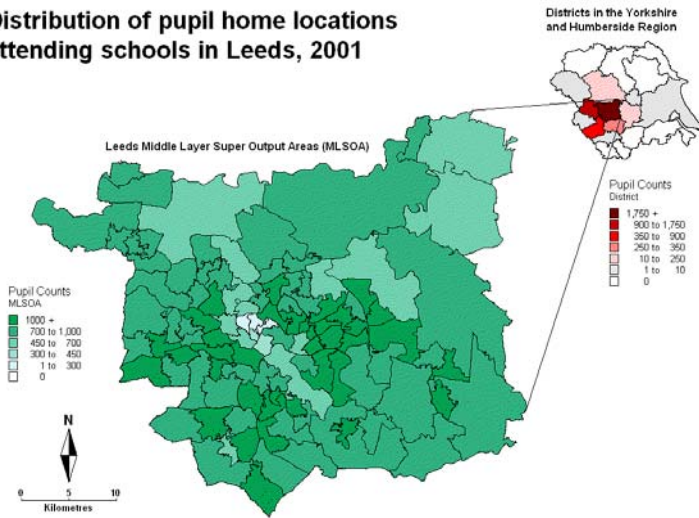 Distribution of pupil home locations
attending schools in Leeds, 2001
Districts in the Yorkshire
and Humberside Region
Leeds Middle Layer Super Output Areas (MLSOA)
Pupil Counts
District
1,750 +
900 to 1,750
350 to 900
250 to 350
10 to 250
1 to 10
0
Pupil Counts
MLSOA
1000 +
700 to 1,000
450 to 700
300 to 450
1 to 300
0
N
0 5 10
Kilometres